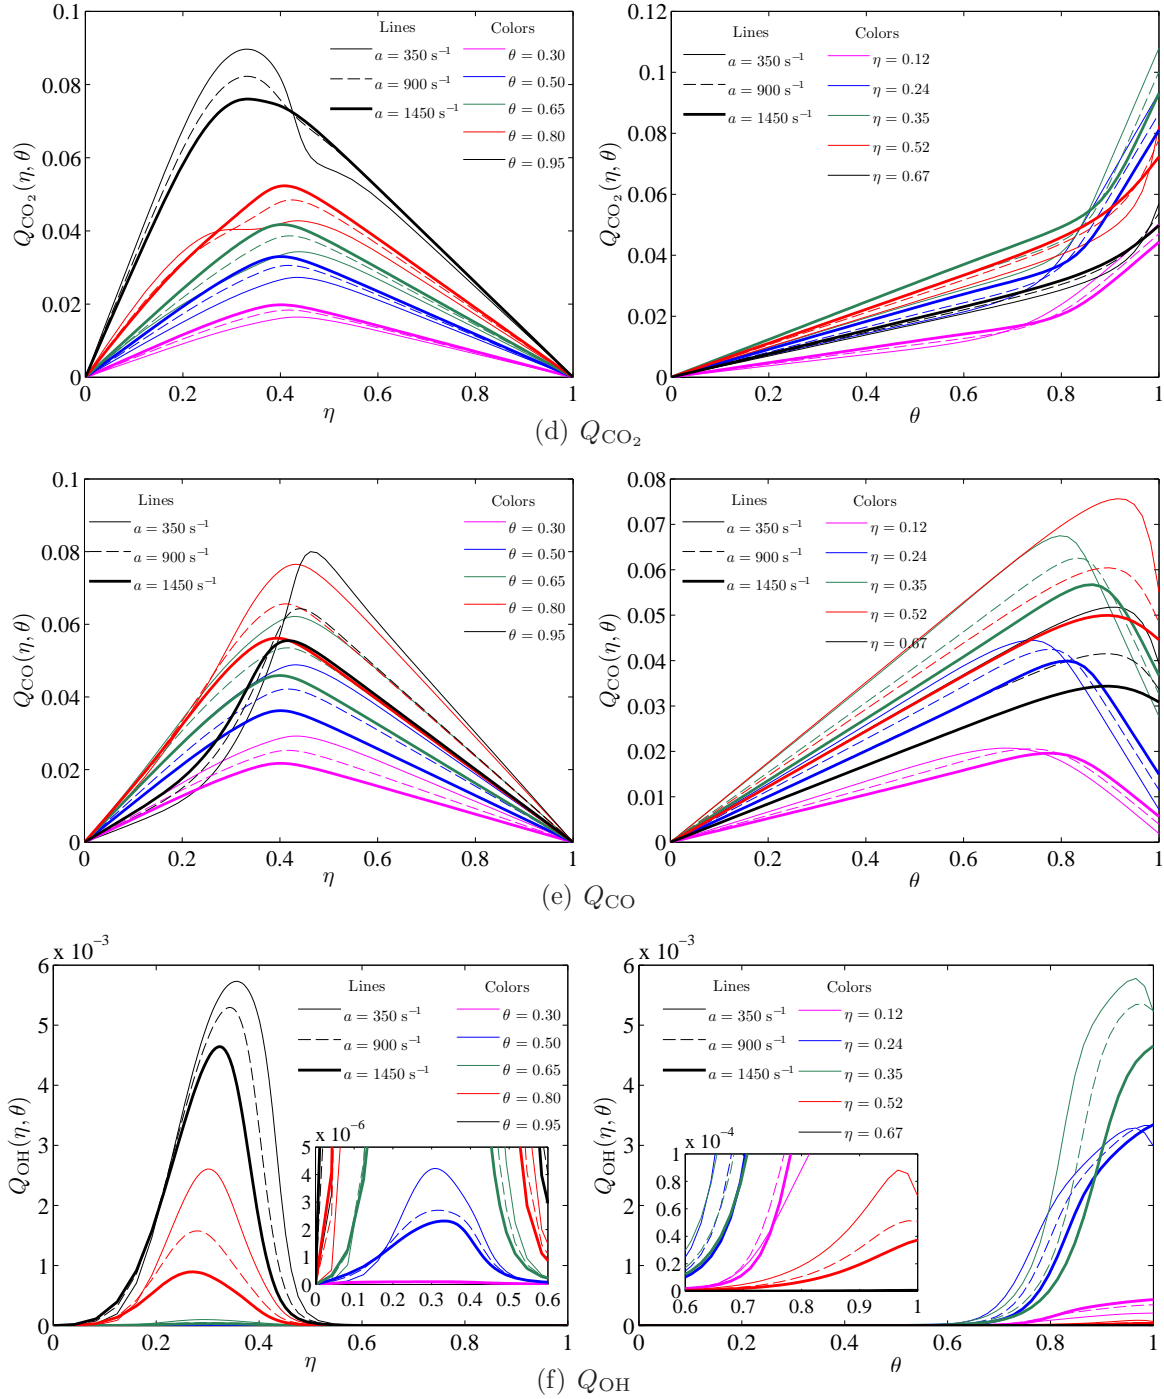 0.1
0.08
0.06
0.04
0.02
0
Q_CO₂(η, θ)
Lines
a = 350 s⁻¹
a = 900 s⁻¹
a = 1450 s⁻¹
Colors
θ = 0.30
θ = 0.50
θ = 0.65
θ = 0.80
θ = 0.95
0 0.2 0.4 0.6 0.8 1
η
0.12
0.1
0.08
0.06
0.04
0.02
0
Q_CO₂(η, θ)
Lines
a = 350 s⁻¹
a = 900 s⁻¹
a = 1450 s⁻¹
Colors
η = 0.12
η = 0.24
η = 0.35
η = 0.52
η = 0.67
0 0.2 0.4 0.6 0.8 1
θ
(d) Q_CO₂
0.1
0.08
0.06
0.04
0.02
0
Q_CO(η, θ)
Lines
a = 350 s⁻¹
a = 900 s⁻¹
a = 1450 s⁻¹
Colors
θ = 0.30
θ = 0.50
θ = 0.65
θ = 0.80
θ = 0.95
0 0.2 0.4 0.6 0.8 1
η
0.08
0.07
0.06
0.05
0.04
0.03
0.02
0.01
0
Q_CO(η, θ)
Lines
a = 350 s⁻¹
a = 900 s⁻¹
a = 1450 s⁻¹
Colors
η = 0.12
η = 0.24
η = 0.35
η = 0.52
η = 0.67
0 0.2 0.4 0.6 0.8 1
θ
(e) Q_CO
x 10⁻³
6
5
4
3
2
1
0
Q_OH(η, θ)
Lines
a = 350 s⁻¹
a = 900 s⁻¹
a = 1450 s⁻¹
Colors
θ = 0.30
θ = 0.50
θ = 0.65
θ = 0.80
θ = 0.95
x 10⁻⁶
5
4
3
2
1
0
0 0.1 0.2 0.3 0.4 0.5 0.6
0 0.2 0.4 0.6 0.8 1
η
x 10⁻³
6
5
4
3
2
1
0
Q_OH(η, θ)
Lines
a = 350 s⁻¹
a = 900 s⁻¹
a = 1450 s⁻¹
Colors
η = 0.12
η = 0.24
η = 0.35
η = 0.52
η = 0.67
x 10⁻⁴
1
0.8
0.6
0.4
0.2
0
0.6 0.7 0.8 0.9 1
0 0.2 0.4 0.6 0.8 1
θ
(f) Q_OH